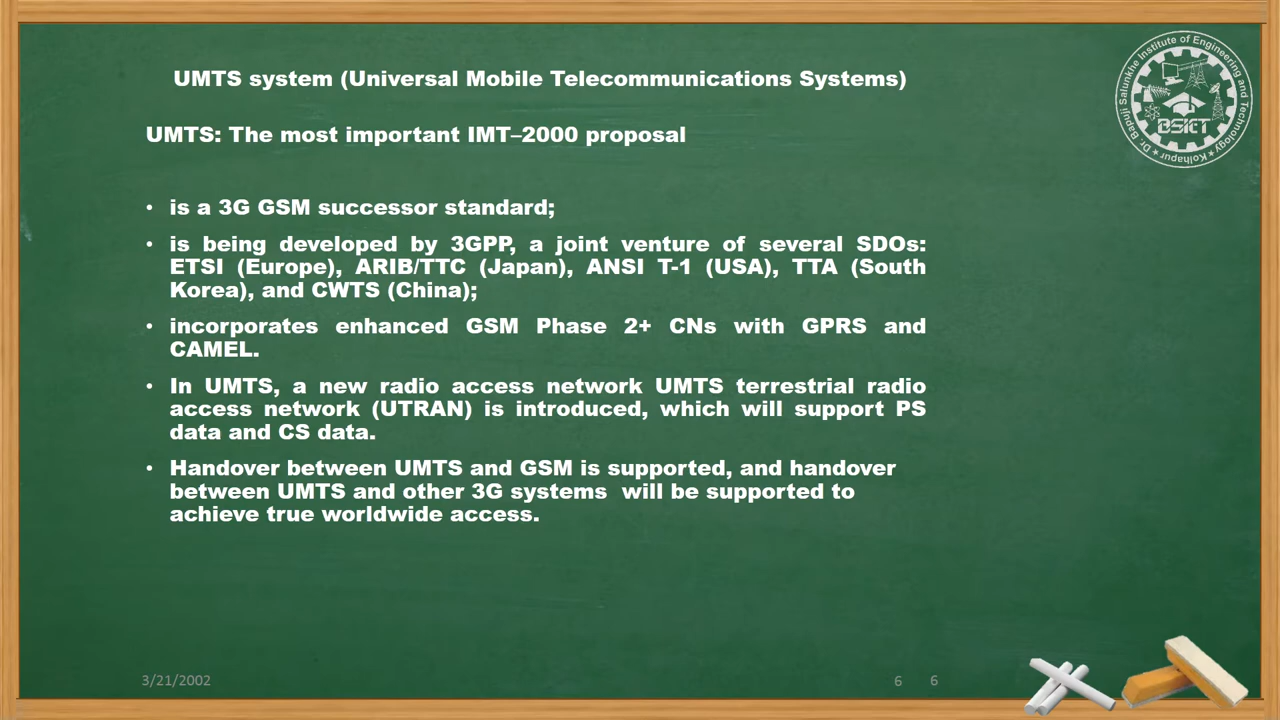 UMTS system (Universal Mobile Telecommunications Systems)
UMTS: The most important IMT–2000 proposal
• is a 3G GSM successor standard;
• is being developed by 3GPP, a joint venture of several SDOs:
ETSI (Europe), ARIB/TTC (Japan), ANSI T-1 (USA), TTA (South
Korea), and CWTS (China);
• incorporates enhanced GSM Phase 2+ CNs with GPRS and
CAMEL.
• In UMTS, a new radio access network UMTS terrestrial radio
access network (UTRAN) is introduced, which will support PS
data and CS data.
• Handover between UMTS and GSM is supported, and handover
between UMTS and other 3G systems  will be supported to
achieve true worldwide access.
3/21/2002
6 6
Dr Bapuji Salunkhe Institute of Engineering and Technology ★ Kolhapur ★
BSIET